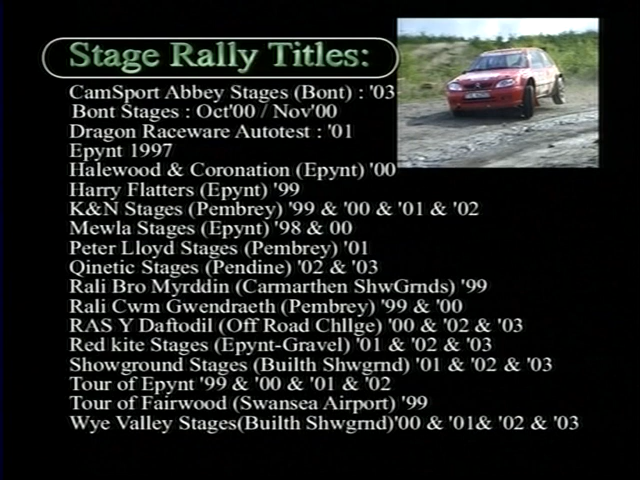 Stage Rally Titles:
CamSport Abbey Stages (Bont) : '03
Bont Stages : Oct'00 / Nov'00
Dragon Raceware Autotest : '01
Epynt 1997
Halewood & Coronation (Epynt) '00
Harry Flatters (Epynt) '99
K&N Stages (Pembrey) '99 & '00 & '01 & '02
Mewla Stages (Epynt) '98 & 00
Peter Lloyd Stages (Pembrey) '01
Qinetic Stages (Pendine) '02 & '03
Rali Bro Myrddin (Carmarthen ShwGrnds) '99
Rali Cwm Gwendraeth (Pembrey) '99 & '00
RAS Y Daftodil (Off Road Chllge) '00 & '02 & '03
Red kite Stages (Epynt-Gravel) '01 & '02 & '03
Showground Stages (Builth Shwgrnd) '01 & '02 & '03
Tour of Epynt '99 & '00 & '01 & '02
Tour of Fairwood (Swansea Airport) '99
Wye Valley Stages(Builth Shwgrnd)'00 & '01& '02 & '03